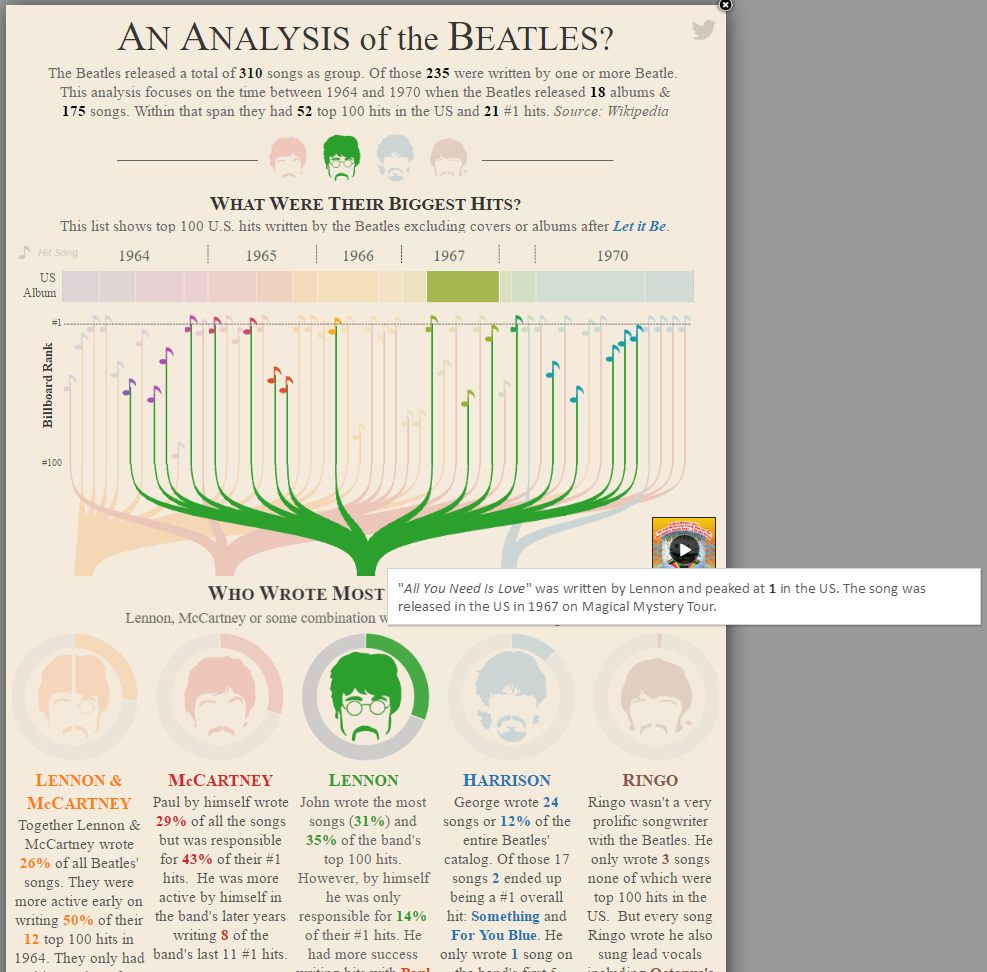 AN ANALYSIS of the BEATLES?
The Beatles released a total of 310 songs as group. Of those 235 were written by one or more Beatle.
This analysis focuses on the time between 1964 and 1970 when the Beatles released 18 albums &
175 songs. Within that span they had 52 top 100 hits in the US and 21 #1 hits. Source: Wikipedia
WHAT WERE THEIR BIGGEST HITS?
This list shows top 100 U.S. hits written by the Beatles excluding covers or albums after Let it Be.
Hit Song
1964
1965
1966
1967
1970
US
Album
#1
Billboard Rank
#100
"All You Need Is Love" was written by Lennon and peaked at 1 in the US. The song was
released in the US in 1967 on Magical Mystery Tour.
WHO WROTE MOST
Lennon, McCartney or some combination w
LENNON &
MCCARTNEY
Together Lennon &
McCartney wrote
26% of all Beatles'
songs. They were
more active early on
writing 50% of their
12 top 100 hits in
1964. They only had
MCCARTNEY
Paul by himself wrote
29% of all the songs
but was responsible
for 43% of their #1
hits. He was more
active by himself in
the band's later years
writing 8 of the
band's last 11 #1 hits.
LENNON
John wrote the most
songs (31%) and
35% of the band's
top 100 hits.
However, by himself
he was only
responsible for 14%
of their #1 hits. He
had more success
writing hits with Paul
HARRISON
George wrote 24
songs or 12% of the
entire Beatles'
catalog. Of those 17
songs 2 ended up
being a #1 overall
hit: Something and
For You Blue. He
only wrote 1 song on
the band's first 6
RINGO
Ringo wasn't a very
prolific songwriter
with the Beatles. He
only wrote 3 songs
none of which were
top 100 hits in the
US. But every song
Ringo wrote he also
sung lead vocals
including Octopus's